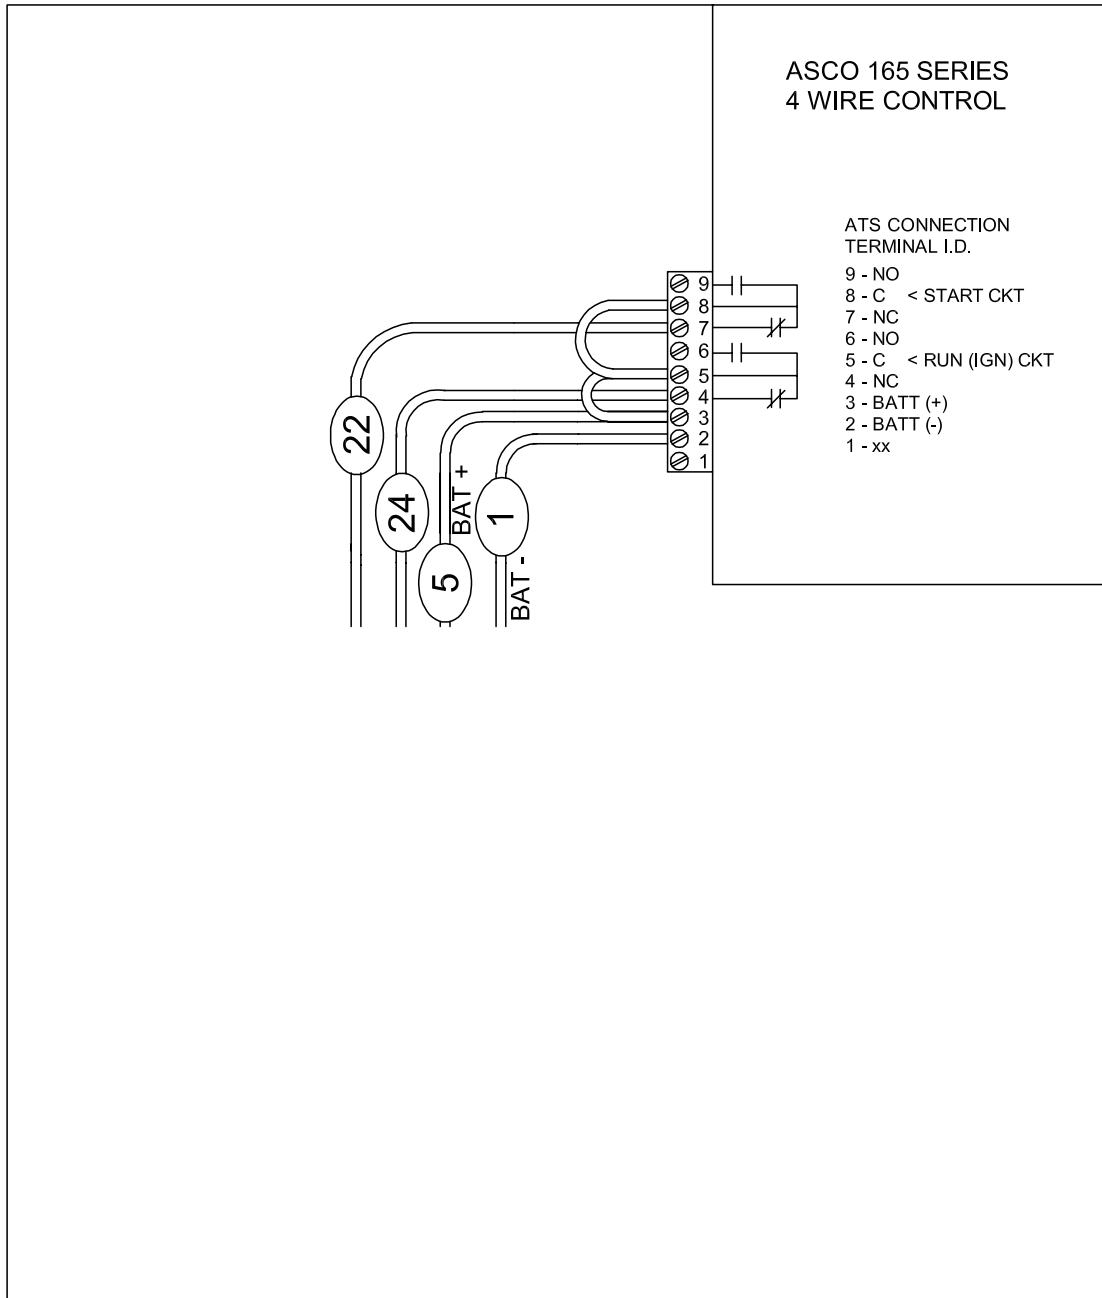 ASCO 165 SERIES
4 WIRE CONTROL
ATS CONNECTION
TERMINAL I.D.
9 - NO
8 - C < START CKT
7 - NC
6 - NO
5 - C < RUN (IGN) CKT
4 - NC
3 - BATT (+)
2 - BATT (-)
1 - xx
9
8
7
6
5
4
3
2
1
22
24
5
BAT +
1
BAT -